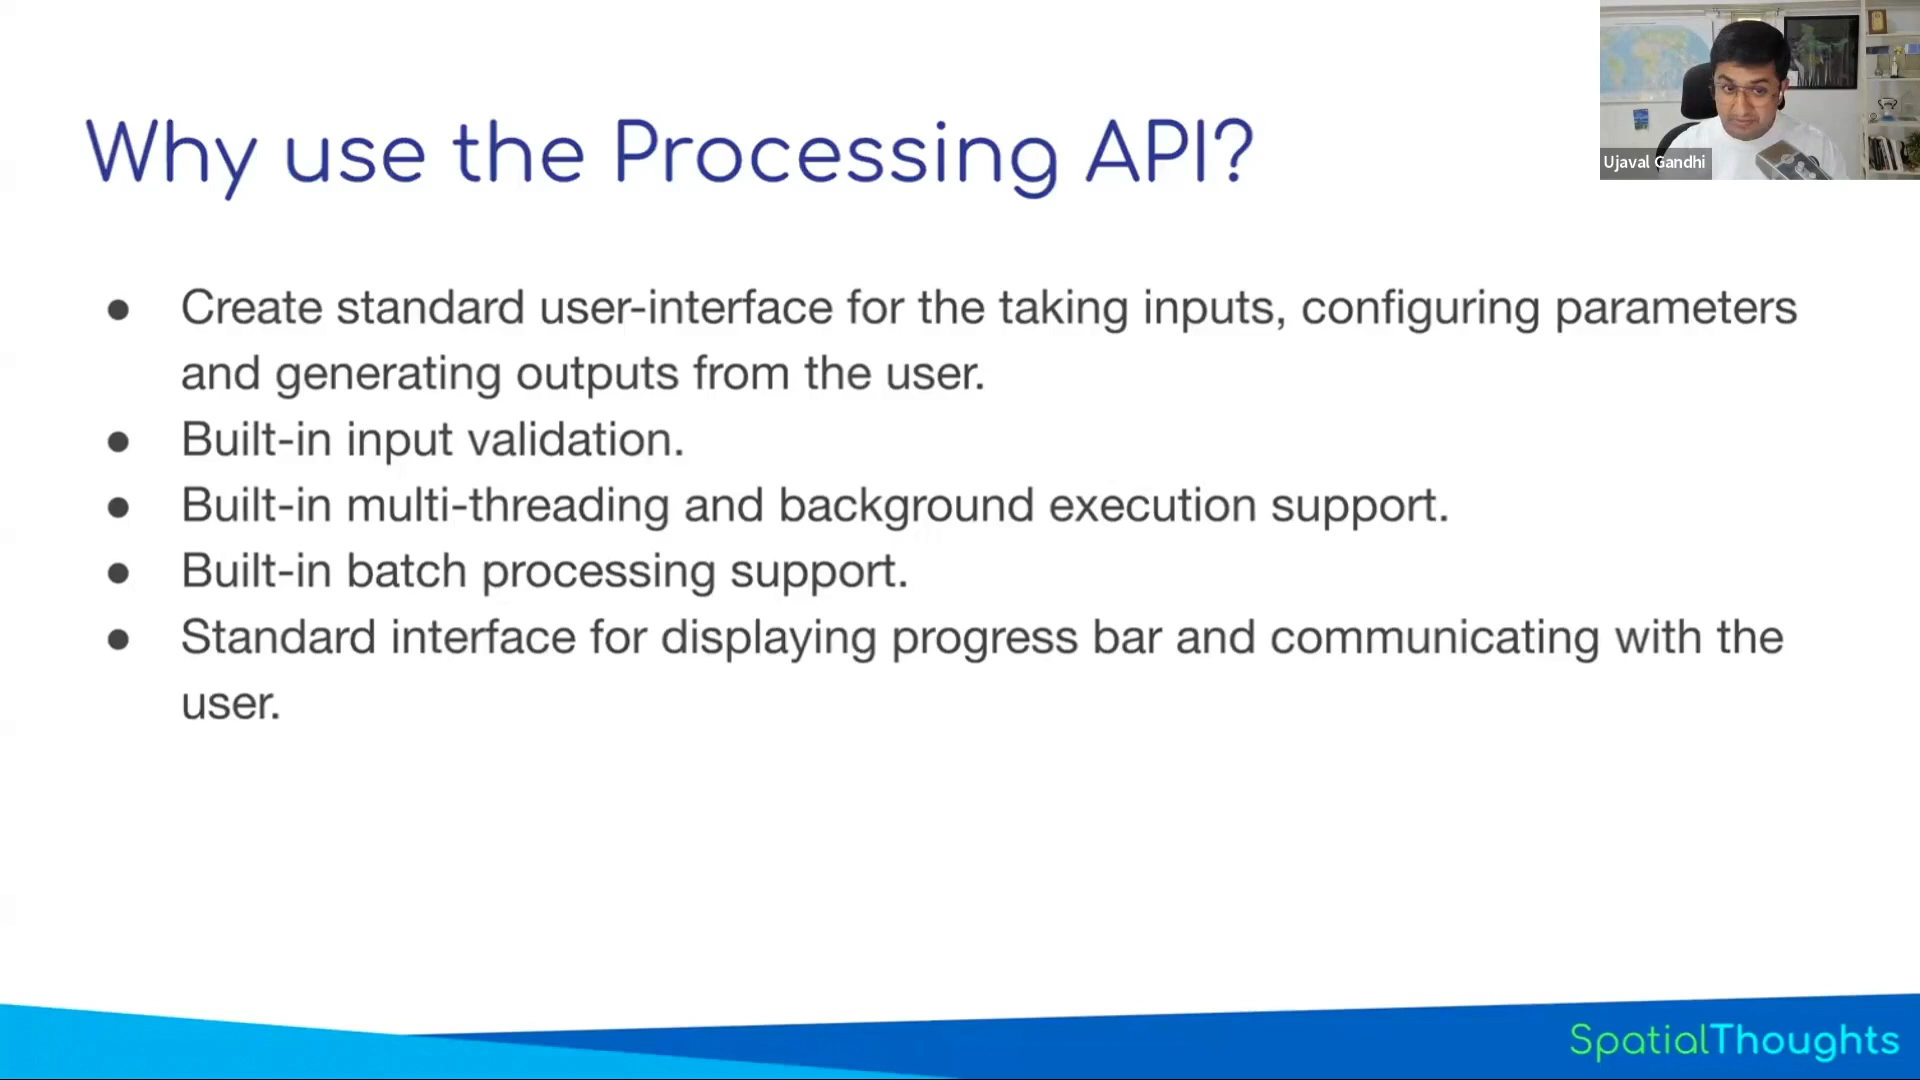 Why use the Processing API?
Ujaval Gandhi
● Create standard user-interface for the taking inputs, configuring parameters
and generating outputs from the user.
● Built-in input validation.
● Built-in multi-threading and background execution support.
● Built-in batch processing support.
● Standard interface for displaying progress bar and communicating with the
user.
SpatialThoughts